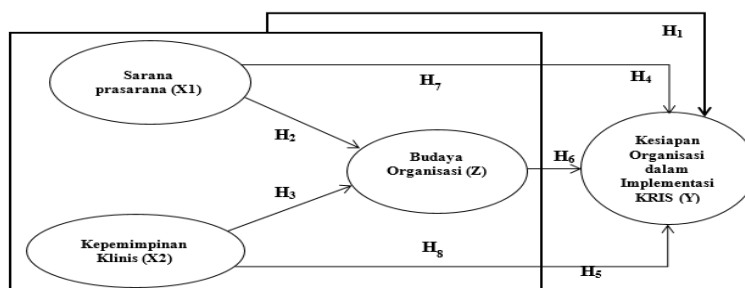 H1
Sarana
prasarana (X1)
H7
H4
H2
Budaya
Organisasi (Z)
H6
Kesiapan
Organisasi
dalam
Implementasi
KRIS (Y)
H3
Kepemimpinan
Klinis (X2)
H8
H5